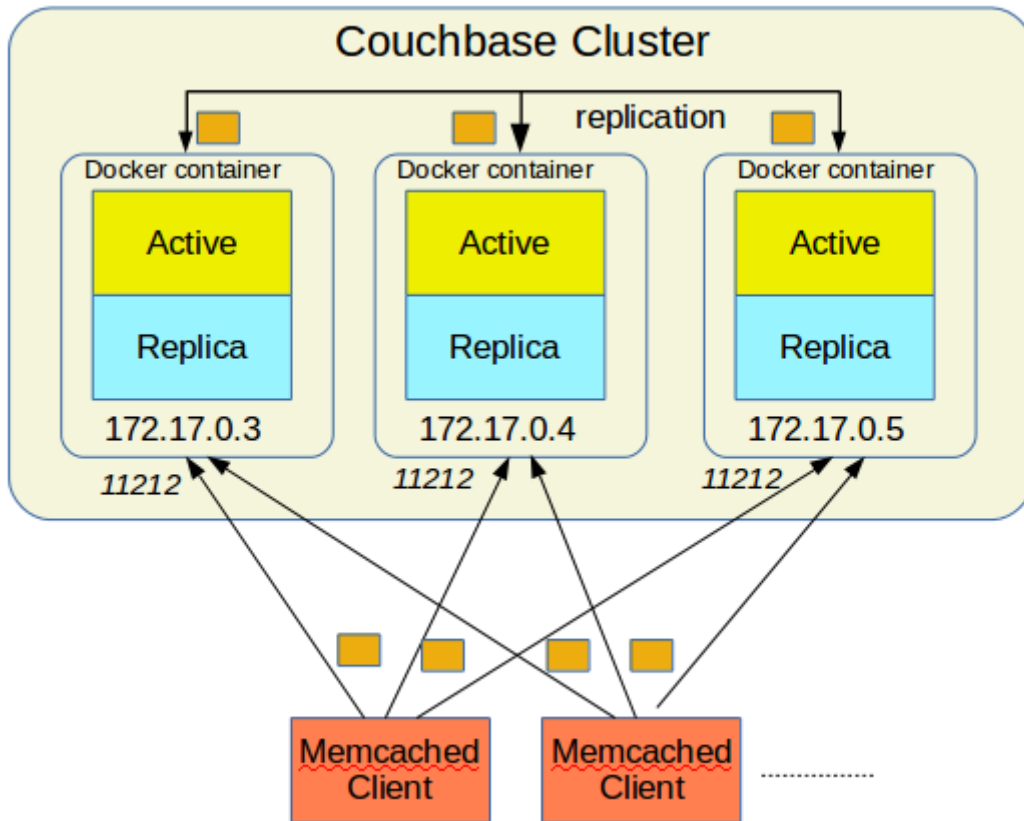 Couchbase Cluster
replication
Docker container
Docker container
Docker container
Active
Active
Active
Replica
Replica
Replica
172.17.0.3
172.17.0.4
172.17.0.5
11212
11212
11212
Memcached
Client
Memcached
Client